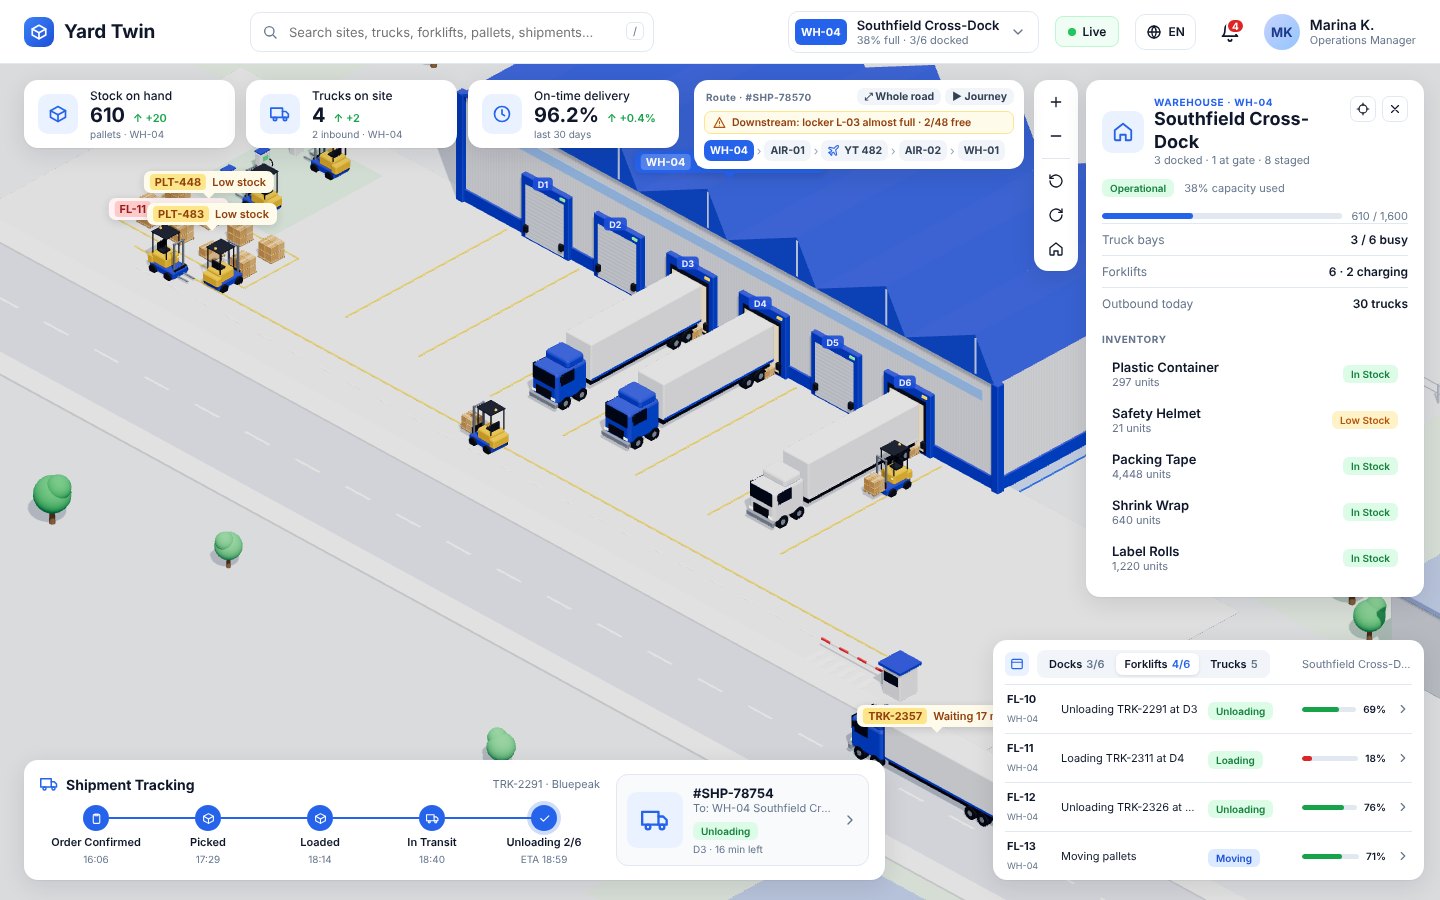 Yard Twin
Search sites, trucks, forklifts, pallets, shipments...
/
WH-04
Southfield Cross-Dock
38% full · 3/6 docked
Live
EN
4
MK
Marina K.
Operations Manager
Stock on hand
610 ↑ +20
pallets · WH-04
Trucks on site
4 ↑ +2
2 inbound · WH-04
On-time delivery
96.2% ↑ +0.4%
last 30 days
Route · #SHP-78570
Whole road
Journey
Downstream: locker L-03 almost full · 2/48 free
WH-04 › AIR-01 › YT 482 › AIR-02 › WH-01
WH-04
PLT-448 Low stock
FL-11
PLT-483 Low stock
D1
D2
D3
D4
D5
D6
TRK-2357 Waiting 17
WAREHOUSE · WH-04
Southfield Cross-
Dock
3 docked · 1 at gate · 8 staged
Operational
38% capacity used
610 / 1,600
Truck bays 3 / 6 busy
Forklifts 6 · 2 charging
Outbound today 30 trucks
INVENTORY
Plastic Container
297 units
In Stock
Safety Helmet
21 units
Low Stock
Packing Tape
4,448 units
In Stock
Shrink Wrap
640 units
In Stock
Label Rolls
1,220 units
In Stock
Docks 3/6
Forklifts 4/6
Trucks 5
Southfield Cross-D...
FL-10
WH-04
Unloading TRK-2291 at D3
Unloading
69%
FL-11
WH-04
Loading TRK-2311 at D4
Loading
18%
FL-12
WH-04
Unloading TRK-2326 at ...
Unloading
76%
FL-13
WH-04
Moving pallets
Moving
71%
Shipment Tracking
TRK-2291 · Bluepeak
Order Confirmed
16:06
Picked
17:29
Loaded
18:14
In Transit
18:40
Unloading 2/6
ETA 18:59
#SHP-78754
To: WH-04 Southfield Cr...
Unloading
D3 · 16 min left